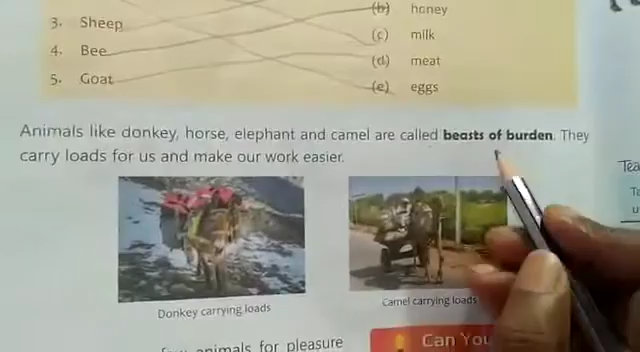 (b) honey
3. Sheep
(c) milk
4. Bee
(d) meat
5. Goat
(e) eggs
Animals like donkey, horse, elephant and camel are called beasts of burden. They
carry loads for us and make our work easier.
Tea
Donkey carrying loads
Camel carrying loads
animals for pleasure
Can You